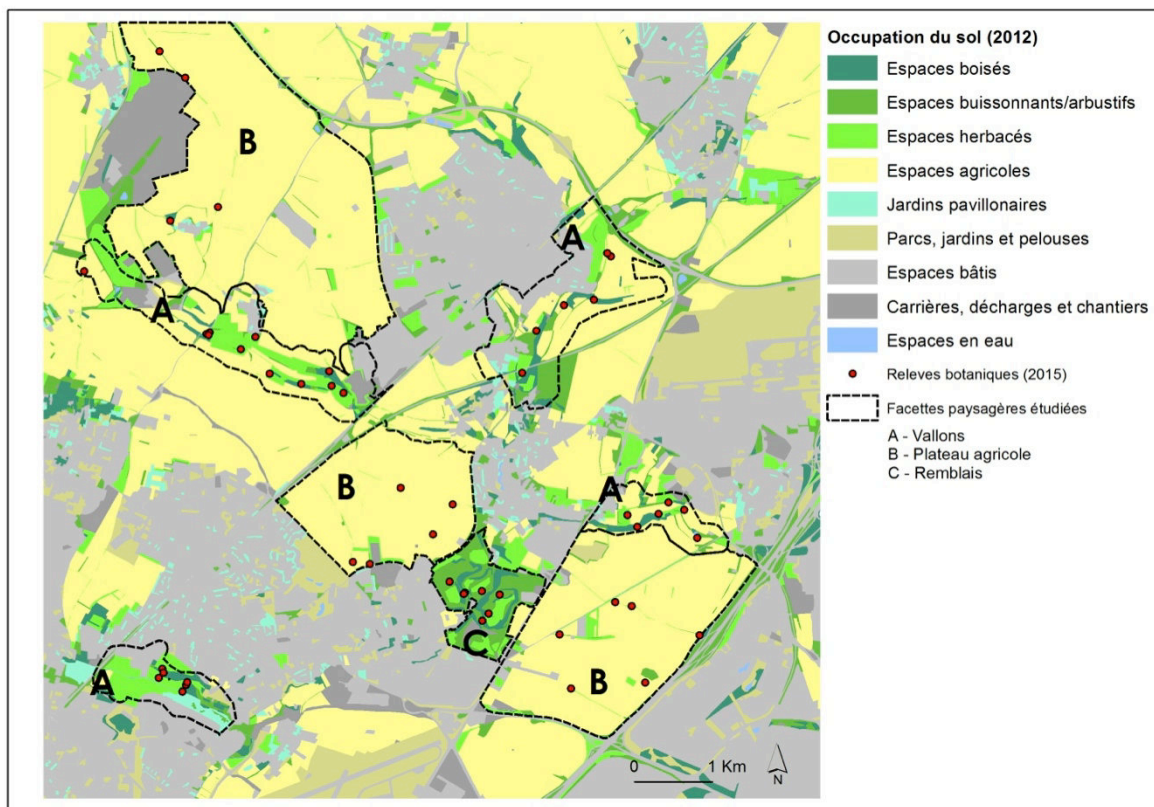 Occupation du sol (2012)
Espaces boisés
Espaces buissonnants/arbustifs
Espaces herbacés
Espaces agricoles
Jardins pavillonaires
Parcs, jardins et pelouses
Espaces bâtis
Carrières, décharges et chantiers
Espaces en eau
Releves botaniques (2015)
Facettes paysagères étudiées
A - Vallons
B - Plateau agricole
C - Remblais
B
A
A
B
A
C
A
B
0 1 Km
N